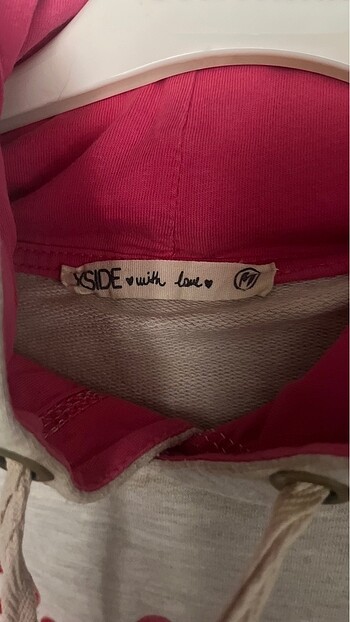 XSIDE ♥ with love ♥ M